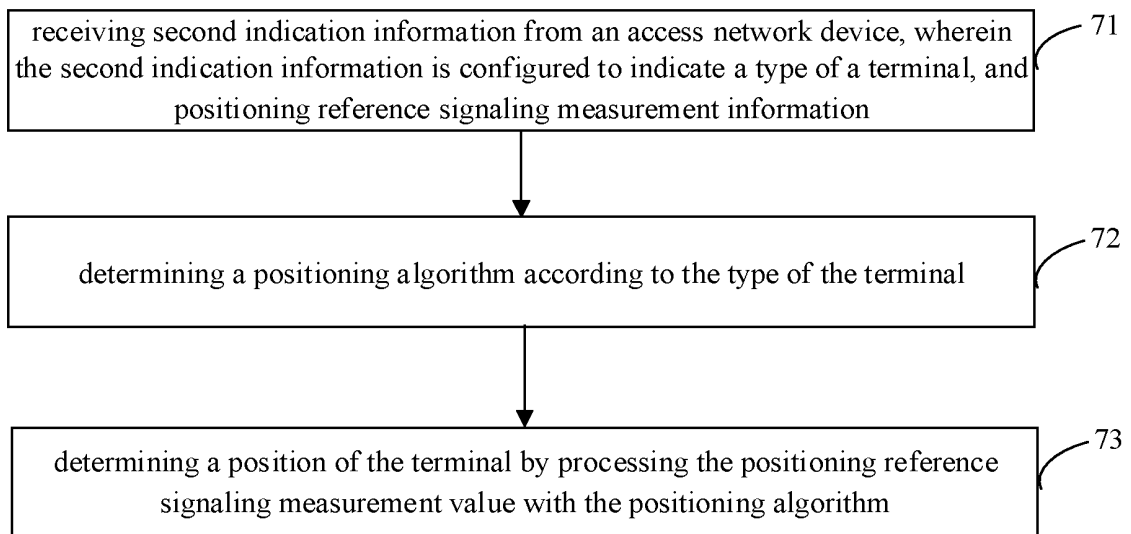 receiving second indication information from an access network device, wherein
the second indication information is configured to indicate a type of a terminal, and
positioning reference signaling measurement information
71
determining a positioning algorithm according to the type of the terminal
72
determining a position of the terminal by processing the positioning reference
signaling measurement value with the positioning algorithm
73